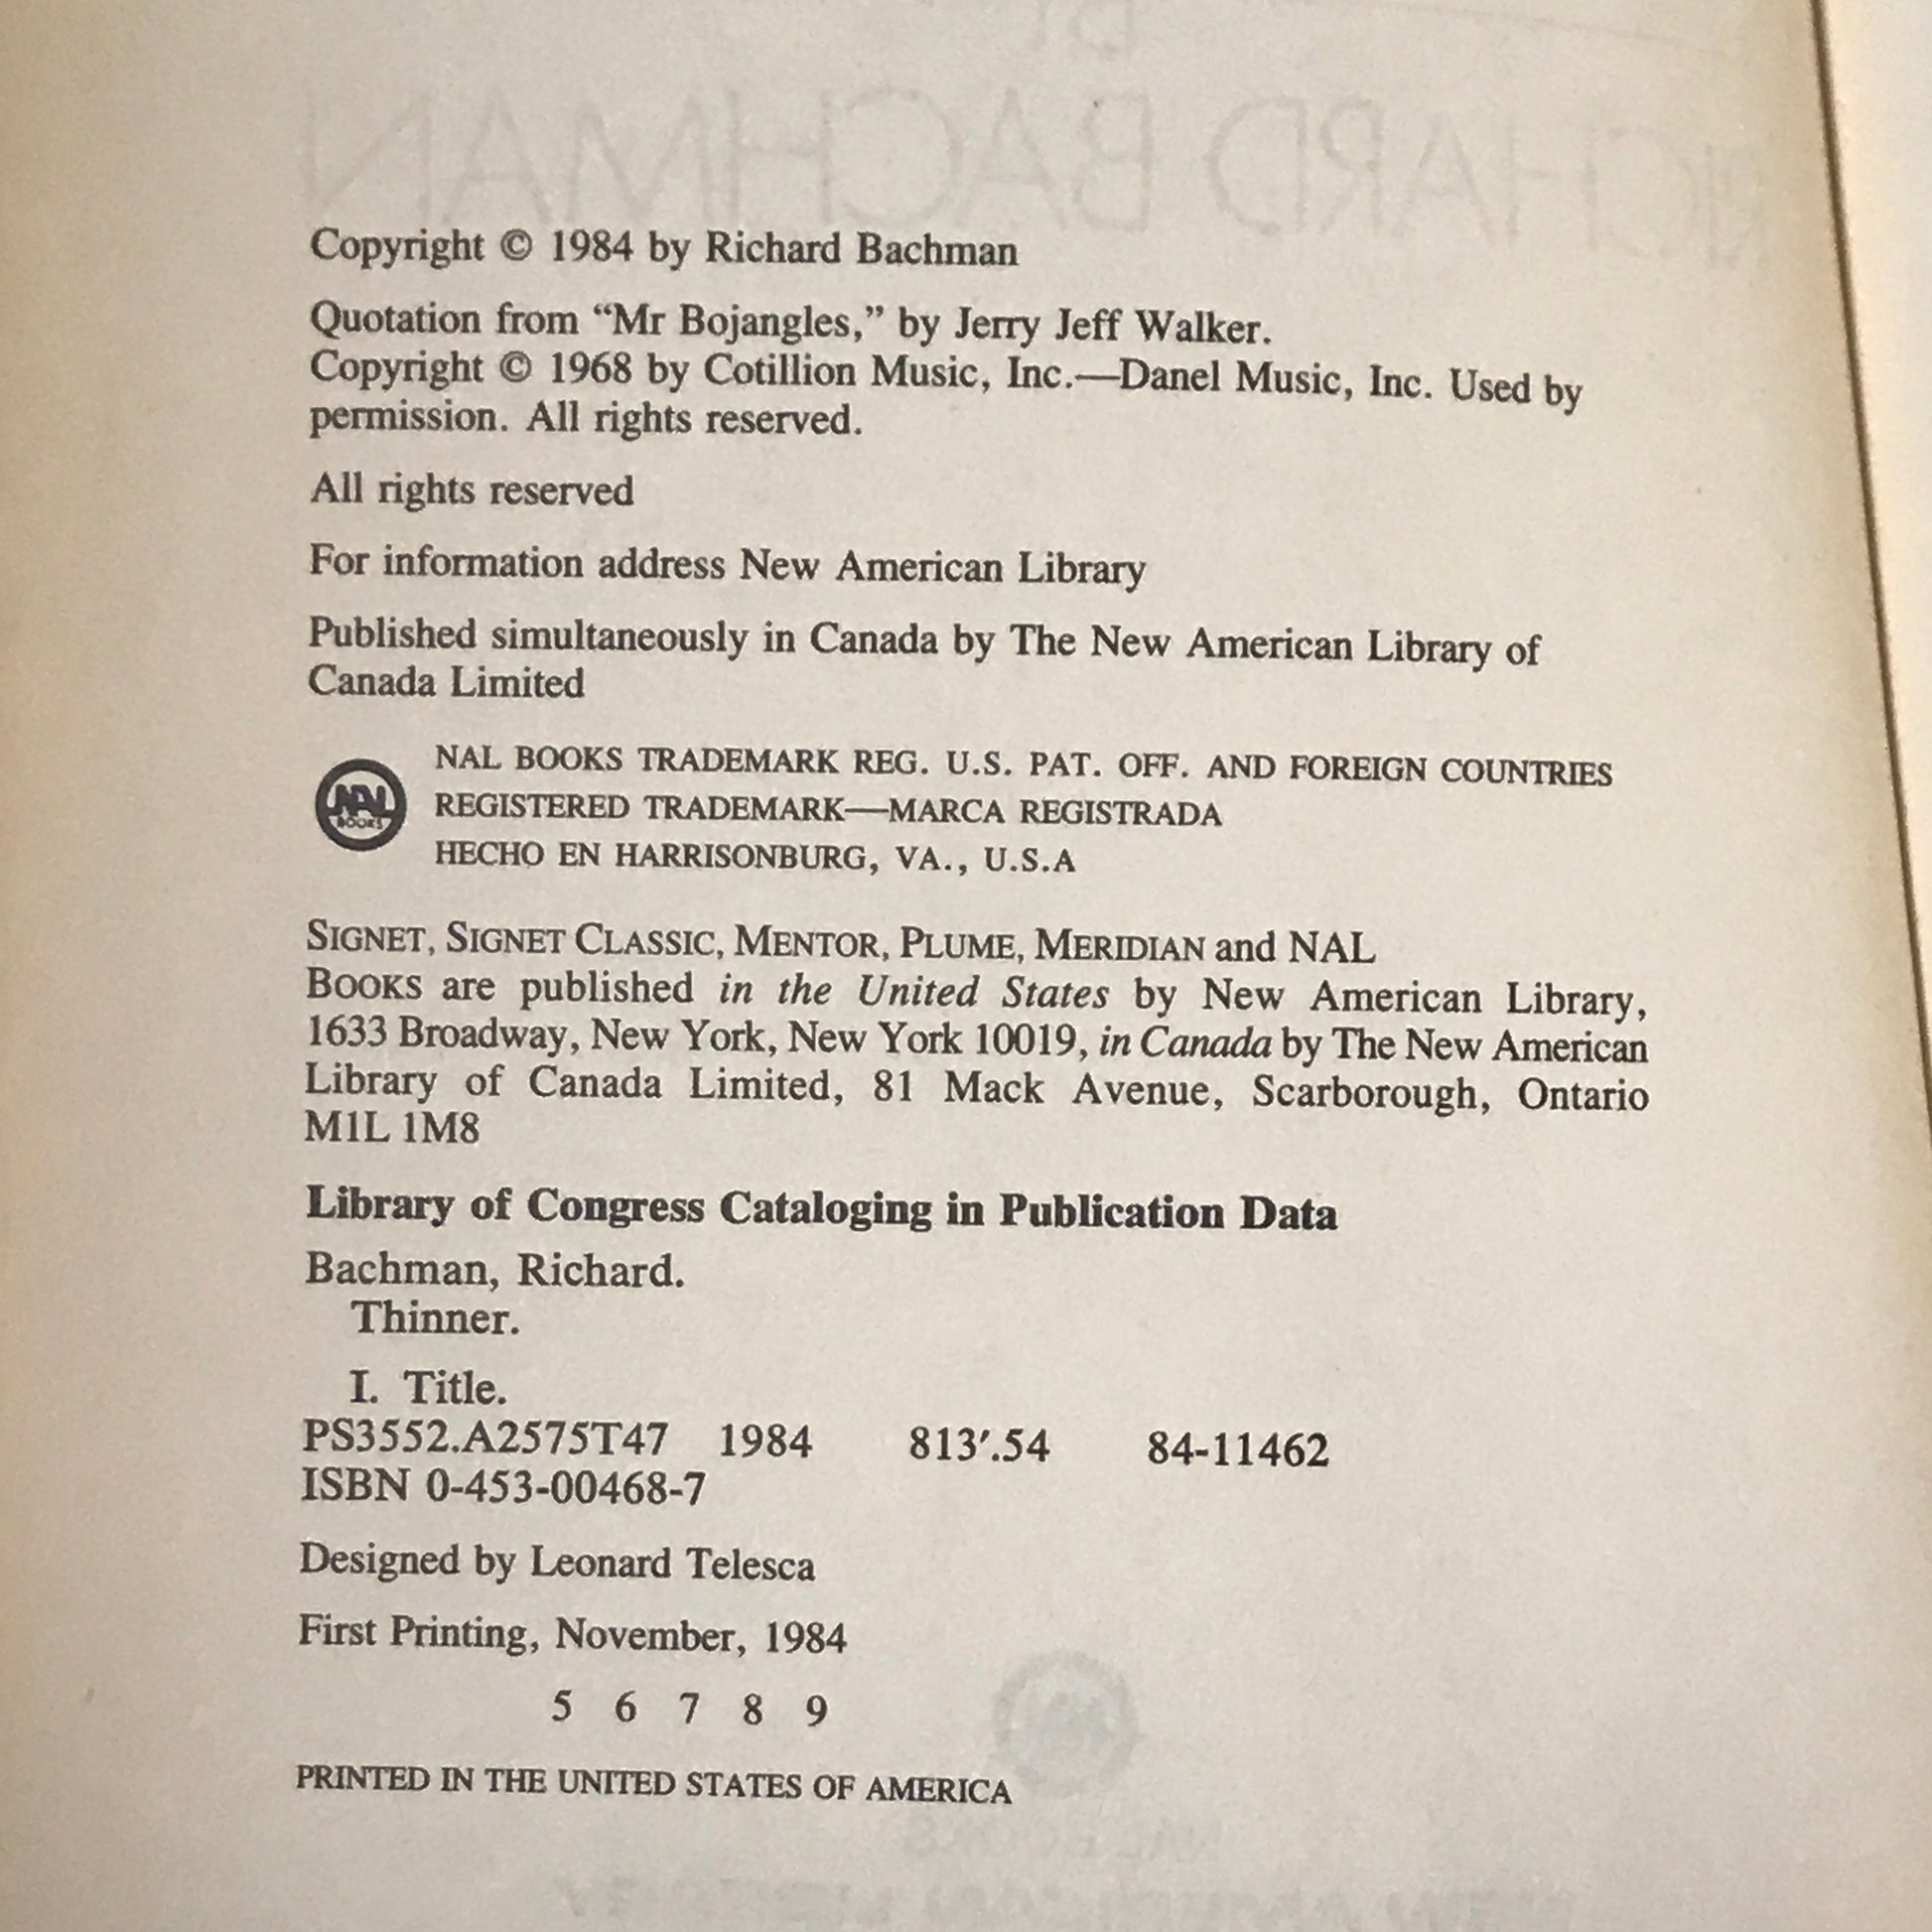 Copyright © 1984 by Richard Bachman
Quotation from “Mr Bojangles,” by Jerry Jeff Walker.
Copyright © 1968 by Cotillion Music, Inc.—Danel Music, Inc. Used by
permission. All rights reserved.
All rights reserved
For information address New American Library
Published simultaneously in Canada by The New American Library of
Canada Limited
NAL BOOKS TRADEMARK REG. U.S. PAT. OFF. AND FOREIGN COUNTRIES
REGISTERED TRADEMARK—MARCA REGISTRADA
HECHO EN HARRISONBURG, VA., U.S.A
NAL
BOOKS
SIGNET, SIGNET CLASSIC, MENTOR, PLUME, MERIDIAN and NAL
BOOKS are published in the United States by New American Library,
1633 Broadway, New York, New York 10019, in Canada by The New American
Library of Canada Limited, 81 Mack Avenue, Scarborough, Ontario
M1L 1M8
Library of Congress Cataloging in Publication Data
Bachman, Richard.
Thinner.
I. Title.
PS3552.A2575T47 1984 813′.54 84-11462
ISBN 0-453-00468-7
Designed by Leonard Telesca
First Printing, November, 1984
5 6 7 8 9
PRINTED IN THE UNITED STATES OF AMERICA